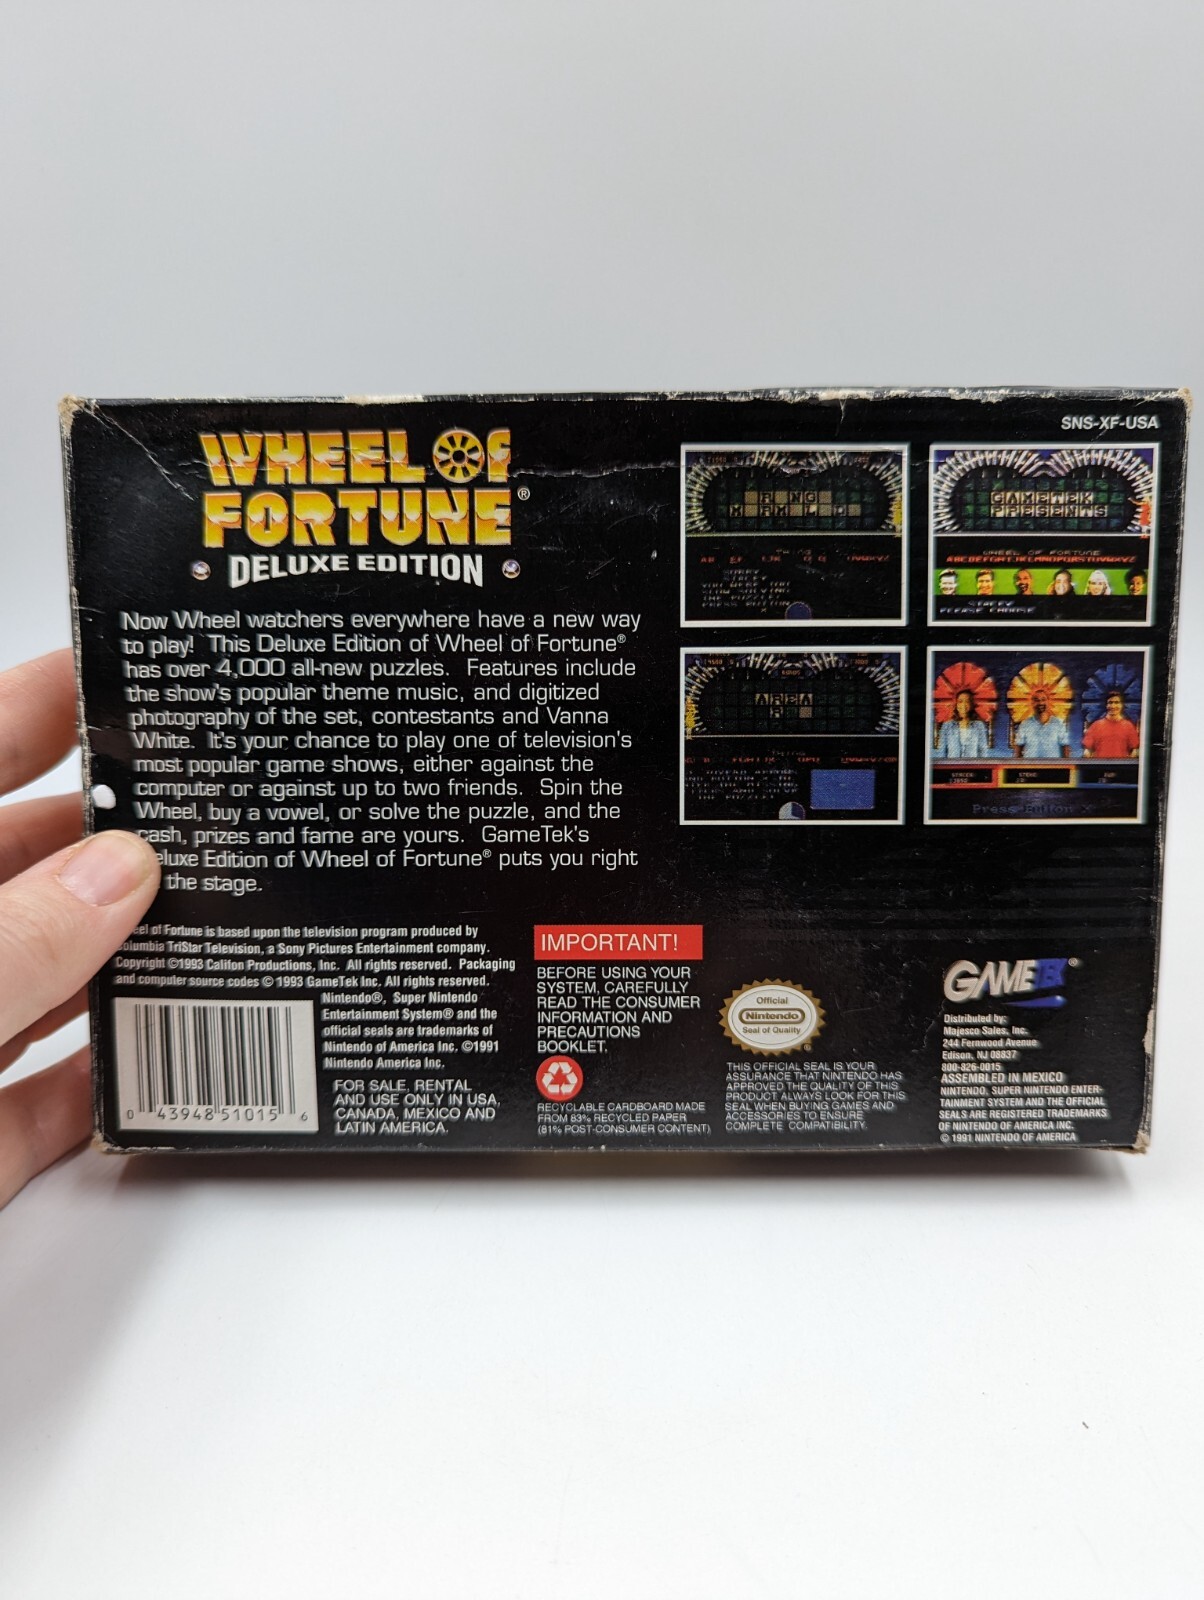 SNS-XF-USA
WHEEL OF
FORTUNE®
DELUXE EDITION
Now Wheel watchers everywhere have a new way
to play! This Deluxe Edition of Wheel of Fortune®
has over 4,000 all-new puzzles. Features include
the show's popular theme music, and digitized
photography of the set, contestants and Vanna
White. It's your chance to play one of television's
most popular game shows, either against the
computer or against up to two friends. Spin the
Wheel, buy a vowel, or solve the puzzle, and the
cash, prizes and fame are yours. GameTek's
eluxe Edition of Wheel of Fortune® puts you right
the stage.
R NG
GAMETEK
PRESENTS
WHEEL OF FORTUNE
ABCDEFGHIJKLMNOPQRSTUVWXYZ
PLEASE CHOOSE
AREA
R
Press Button X
eel of Fortune is based upon the television program produced by
olumbia TriStar Television, a Sony Pictures Entertainment company.
Copyright ©1993 Califon Productions, Inc. All rights reserved. Packaging
and computer source codes © 1993 GameTek Inc. All rights reserved.
Nintendo®, Super Nintendo
Entertainment System® and the
official seals are trademarks of
Nintendo of America Inc. ©1991
Nintendo America Inc.
FOR SALE, RENTAL
AND USE ONLY IN USA,
CANADA, MEXICO AND
LATIN AMERICA.
0 43948 51015 6
IMPORTANT!
BEFORE USING YOUR
SYSTEM, CAREFULLY
READ THE CONSUMER
INFORMATION AND
PRECAUTIONS
BOOKLET.
RECYCLABLE CARDBOARD MADE
FROM 83% RECYCLED PAPER
(81% POST-CONSUMER CONTENT)
Official
Nintendo
Seal of Quality
THIS OFFICIAL SEAL IS YOUR
ASSURANCE THAT NINTENDO HAS
APPROVED THE QUALITY OF THIS
PRODUCT ALWAYS LOOK FOR THIS
SEAL WHEN BUYING GAMES AND
ACCESSORIES TO ENSURE
COMPLETE COMPATIBILITY.
GAMETEK®
Distributed by:
Majesco Sales, Inc.
244 Fernwood Avenue
Edison, NJ 08837
800-826-0015
ASSEMBLED IN MEXICO
NINTENDO, SUPER NINTENDO ENTER-
TAINMENT SYSTEM AND THE OFFICIAL
SEALS ARE REGISTERED TRADEMARKS
OF NINTENDO OF AMERICA INC.
© 1991 NINTENDO OF AMERICA